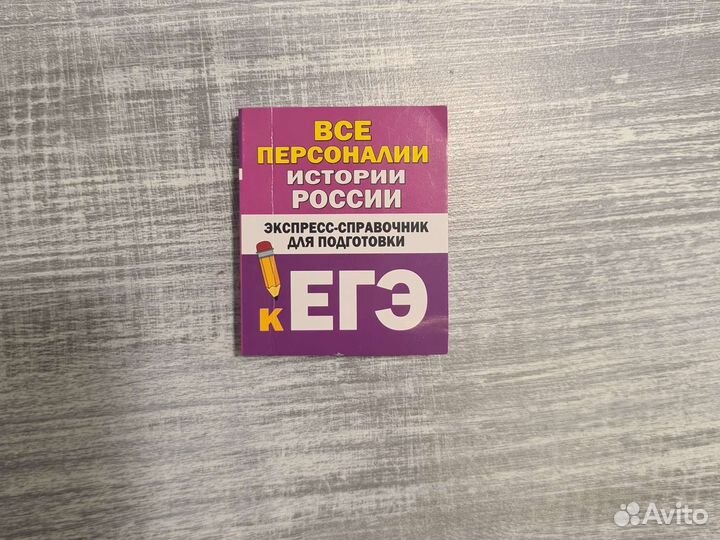 ВСЕ
ПЕРСОНАЛИИ
ИСТОРИИ
РОССИИ
ЭКСПРЕСС-СПРАВОЧНИК
ДЛЯ ПОДГОТОВКИ
К ЕГЭ
Avito